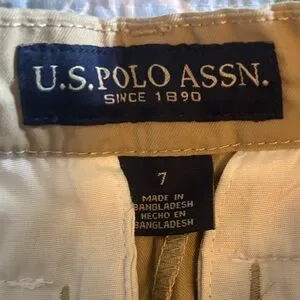 U.S. POLO ASSN.
SINCE 1890
7
MADE IN
BANGLADESH
HECHO EN
BANGLADESH